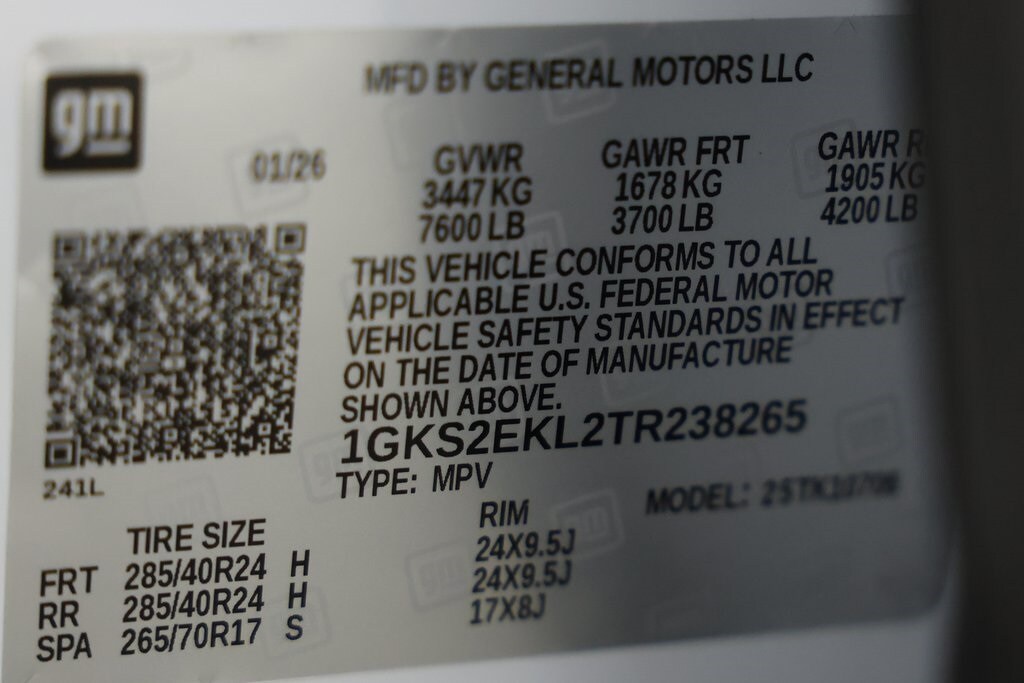 gm
MFD BY GENERAL MOTORS LLC
01/26 GVWR GAWR FRT GAWR
3447 KG 1678 KG 1905 KG
7600 LB 3700 LB 4200 LB
THIS VEHICLE CONFORMS TO ALL
APPLICABLE U.S. FEDERAL MOTOR
VEHICLE SAFETY STANDARDS IN EFFECT
ON THE DATE OF MANUFACTURE
SHOWN ABOVE.
1GKS2EKL2TR238265
241L
TYPE: MPV MODEL:
TIRE SIZE RIM
FRT 285/40R24 H 24X9.5J
RR 285/40R24 H 24X9.5J
SPA 265/70R17 S 17X8J